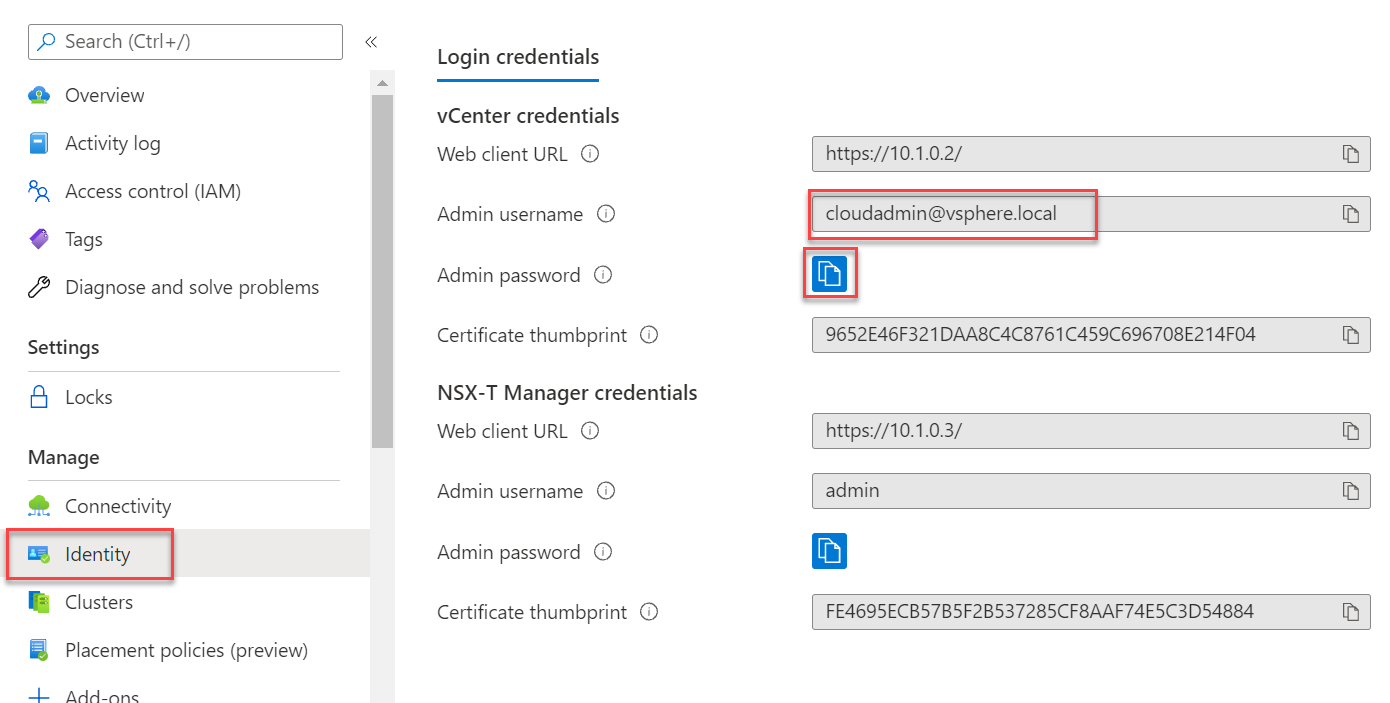 Search (Ctrl+/)
«
Overview
Activity log
Access control (IAM)
Tags
Diagnose and solve problems
Settings
Locks
Manage
Connectivity
Identity
Clusters
Placement policies (preview)
Add-ons
Login credentials
vCenter credentials
Web client URL https://10.1.0.2/
Admin username cloudadmin@vsphere.local
Admin password
Certificate thumbprint 9652E46F321DAA8C4C8761C459C696708E214F04
NSX-T Manager credentials
Web client URL https://10.1.0.3/
Admin username admin
Admin password
Certificate thumbprint FE4695ECB57B5F2B537285CF8AAF74E5C3D54884